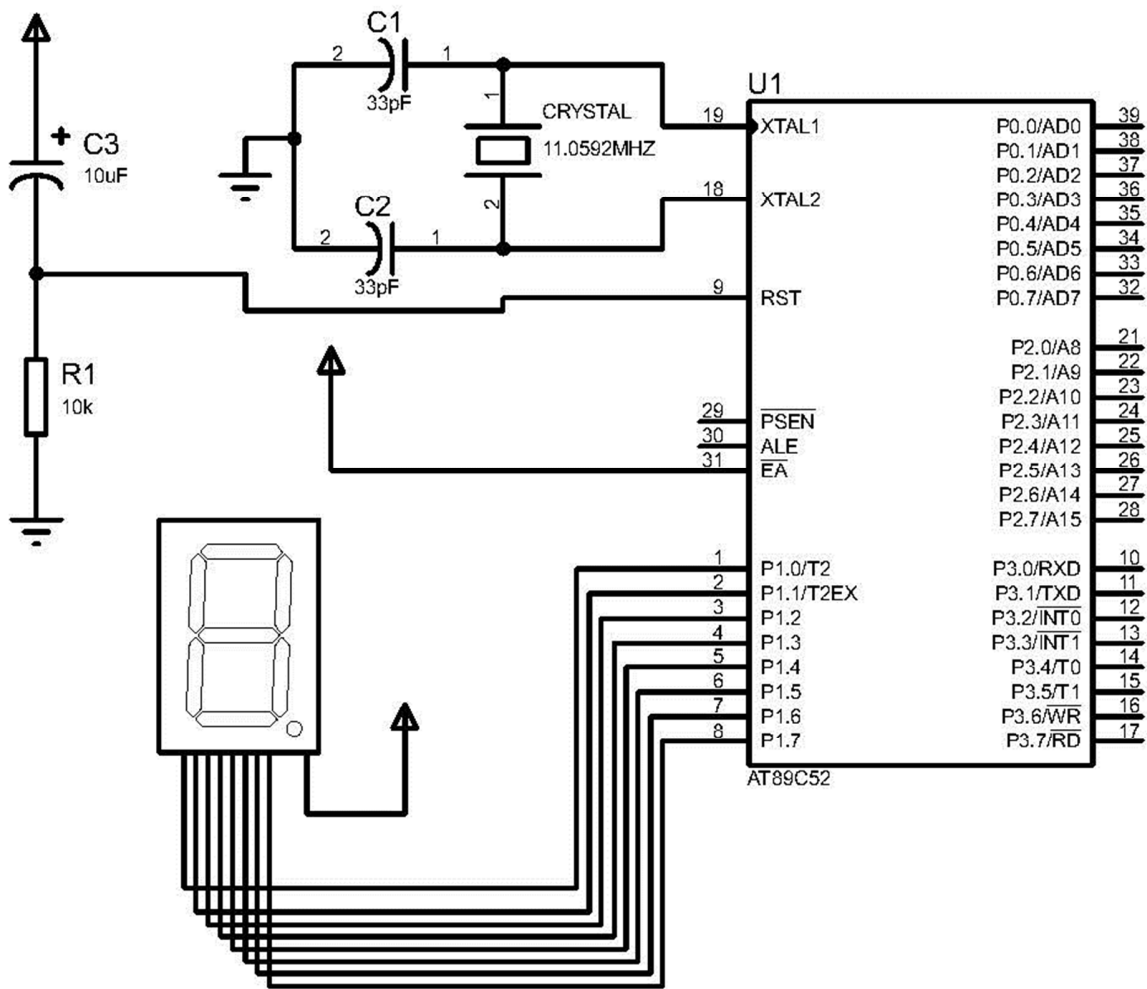 C1
2
1
33pF
+
C3
10uF
1
CRYSTAL
11.0592MHZ
2
C2
2
1
33pF
R1
10k
U1
19
XTAL1
18
XTAL2
9
RST
29
PSEN
30
ALE
31
EA
1
P1.0/T2
2
P1.1/T2EX
3
P1.2
4
P1.3
5
P1.4
6
P1.5
7
P1.6
8
P1.7
P0.0/AD0
39
P0.1/AD1
38
P0.2/AD2
37
P0.3/AD3
36
P0.4/AD4
35
P0.5/AD5
34
P0.6/AD6
33
P0.7/AD7
32
P2.0/A8
21
P2.1/A9
22
P2.2/A10
23
P2.3/A11
24
P2.4/A12
25
P2.5/A13
26
P2.6/A14
27
P2.7/A15
28
P3.0/RXD
10
P3.1/TXD
11
P3.2/INT0
12
P3.3/INT1
13
P3.4/T0
14
P3.5/T1
15
P3.6/WR
16
P3.7/RD
17
AT89C52